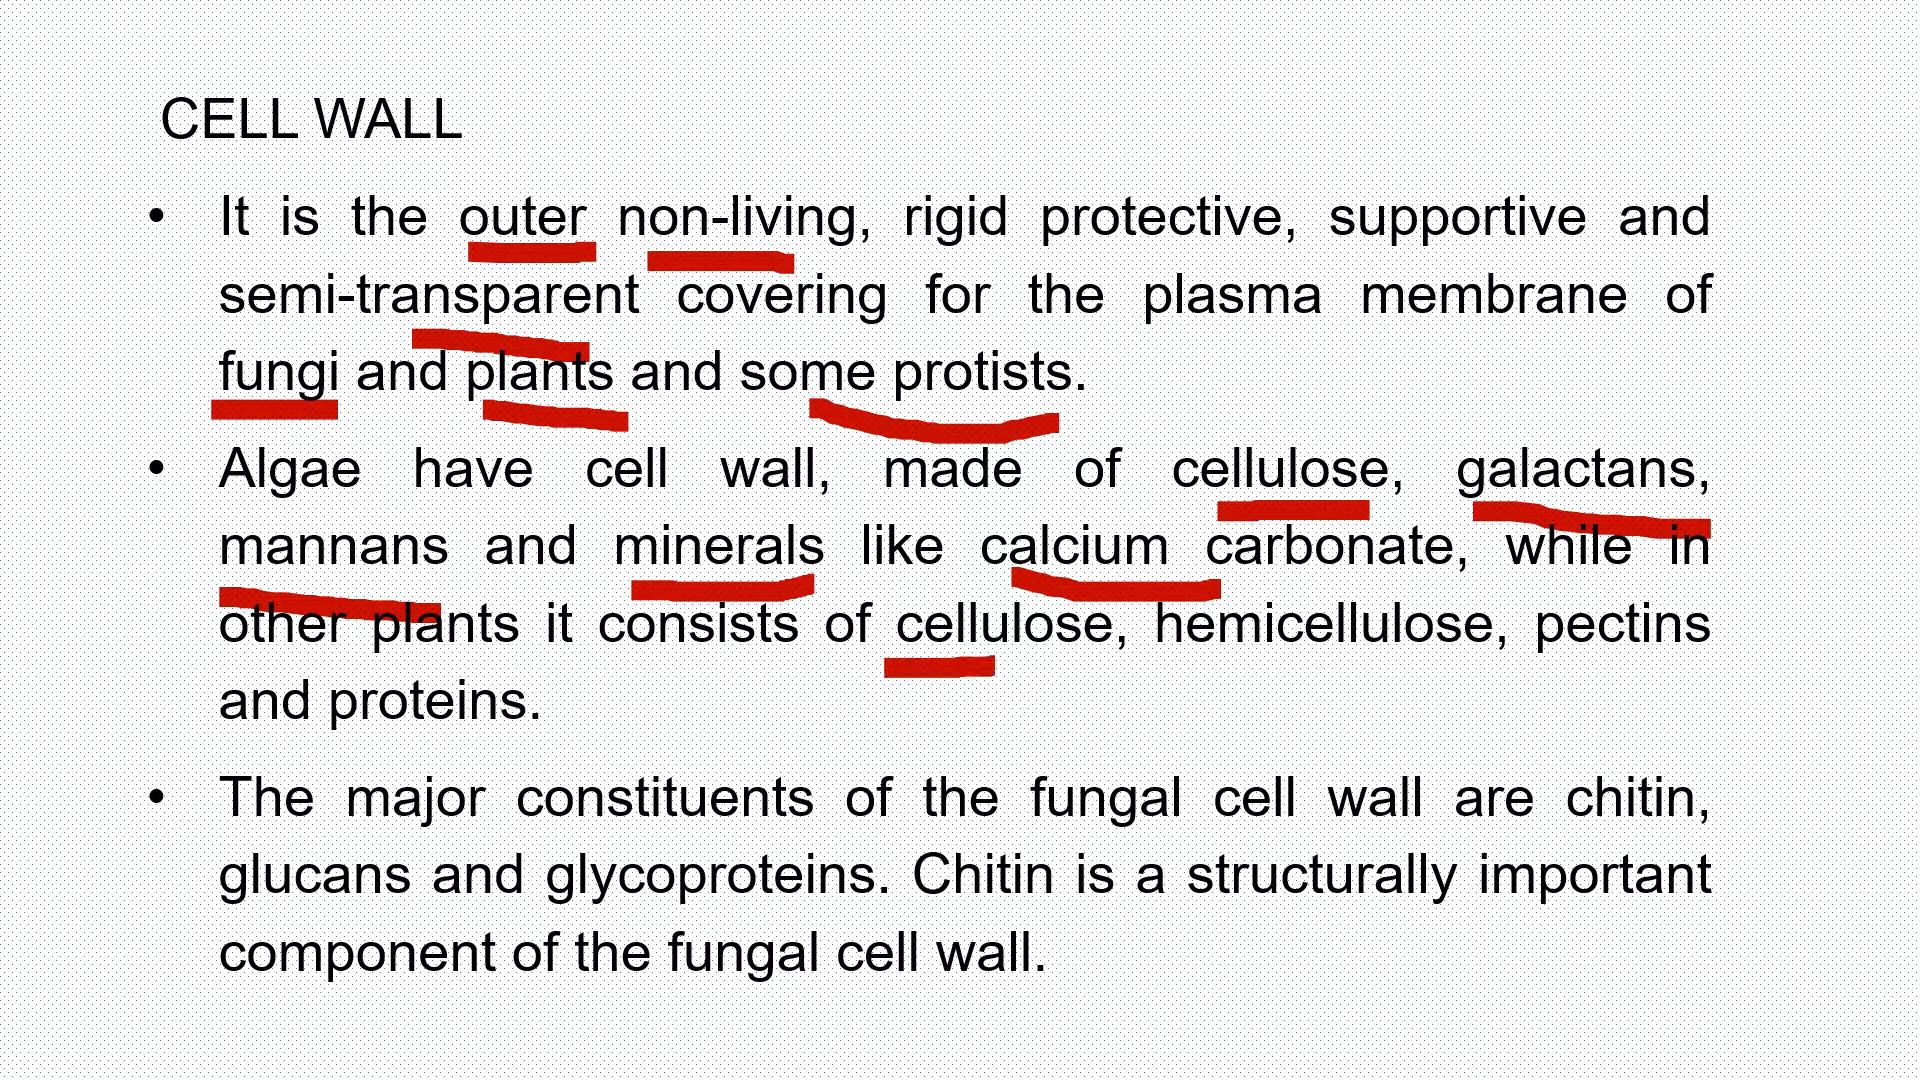 CELL WALL
• It is the outer non-living, rigid protective, supportive and
semi-transparent covering for the plasma membrane of
fungi and plants and some protists.
• Algae have cell wall, made of cellulose, galactans,
mannans and minerals like calcium carbonate, while in
other plants it consists of cellulose, hemicellulose, pectins
and proteins.
• The major constituents of the fungal cell wall are chitin,
glucans and glycoproteins. Chitin is a structurally important
component of the fungal cell wall.